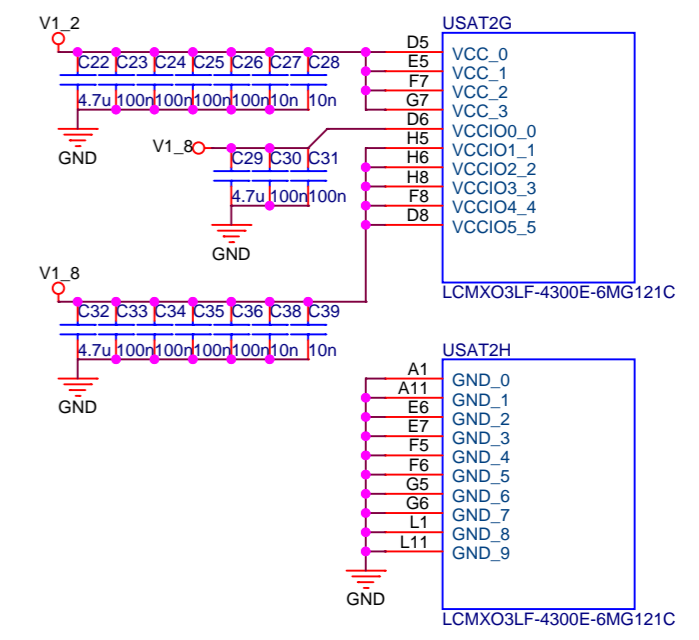 V1_2
USAT2G
C22 C23 C24 C25 C26 C27 C28
4.7u 100n 100n 100n 100n 10n 10n
GND
D5 VCC_0
E5 VCC_1
F7 VCC_2
G7 VCC_3
D6 VCCIO0_0
H5 VCCIO1_1
H6 VCCIO2_2
H8 VCCIO3_3
F8 VCCIO4_4
D8 VCCIO5_5
V1_8
C29 C30 C31
4.7u 100n 100n
GND
LCMXO3LF-4300E-6MG121C
V1_8
C32 C33 C34 C35 C36 C38 C39
4.7u 100n 100n 100n 100n 10n 10n
GND
USAT2H
A1 GND_0
A11 GND_1
E6 GND_2
E7 GND_3
F5 GND_4
F6 GND_5
G5 GND_6
G6 GND_7
L1 GND_8
L11 GND_9
GND
LCMXO3LF-4300E-6MG121C